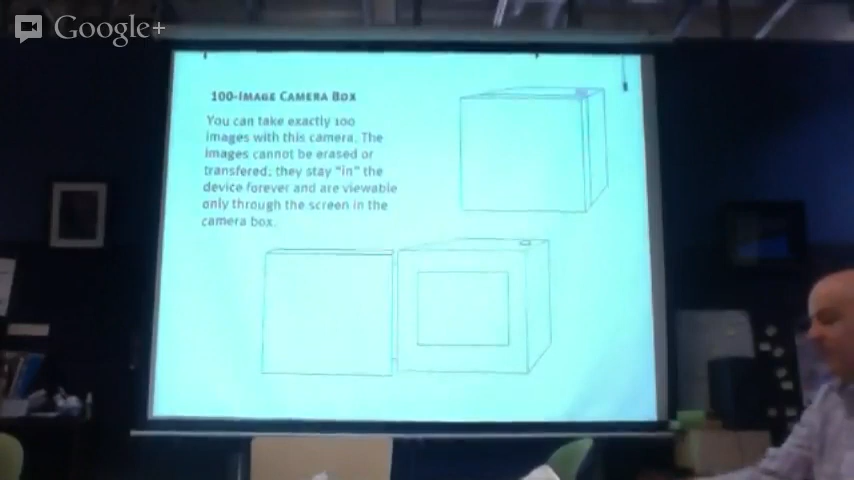 Google+
100-IMAGE CAMERA BOX
You can take exactly 100
images with this camera. The
images cannot be erased or
transfered; they stay "in" the
device forever and are viewable
only through the screen in the
camera box.